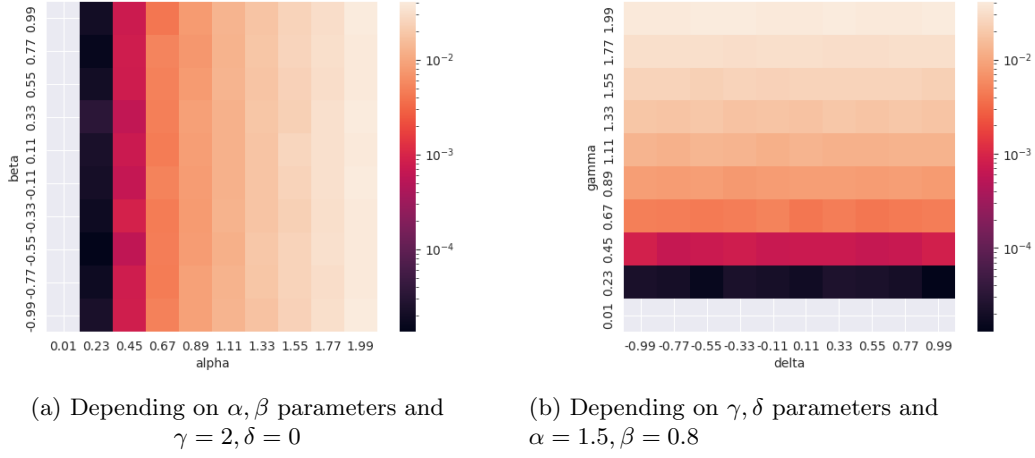 0.99
0.77
0.55
0.33
0.11
-0.11
-0.33
-0.55
-0.77
-0.99
beta
0.01 0.23 0.45 0.67 0.89 1.11 1.33 1.55 1.77 1.99
alpha
10⁻²
10⁻³
10⁻⁴
1.99
1.77
1.55
1.33
1.11
0.89
0.67
0.45
0.23
0.01
gamma
-0.99 -0.77 -0.55 -0.33 -0.11 0.11 0.33 0.55 0.77 0.99
delta
10⁻²
10⁻³
10⁻⁴
(a) Depending on α, β parameters and
γ = 2, δ = 0
(b) Depending on γ, δ parameters and
α = 1.5, β = 0.8